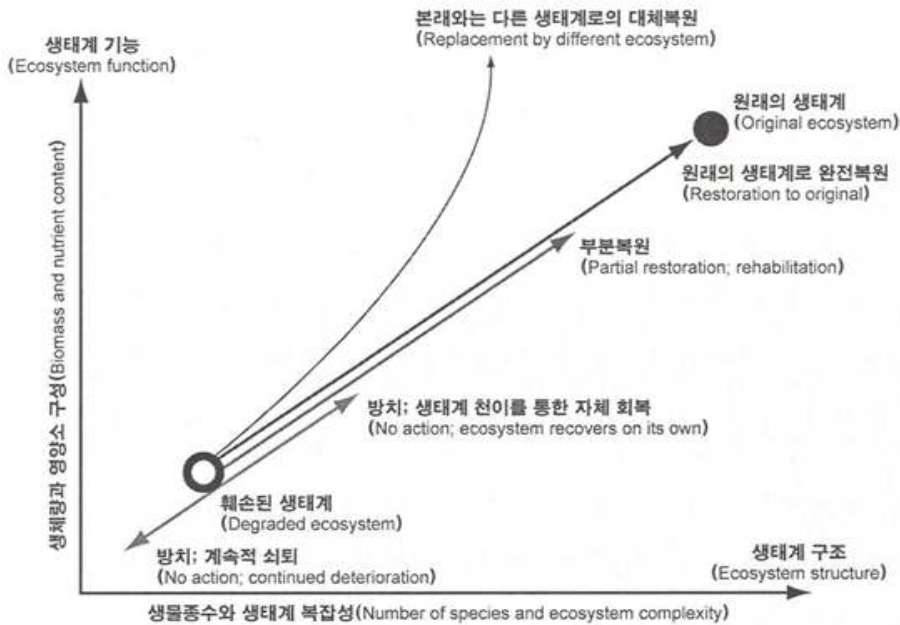 본래와는 다른 생태계로의 대체복원
(Replacement by different ecosystem)
생태계 기능
(Ecosystem function)
원래의 생태계
(Original ecosystem)
원래의 생태계로 완전복원
(Restoration to original)
부분복원
(Partial restoration; rehabilitation)
생체량과 영양소 구성(Biomass and nutrient content)
방치; 생태계 천이를 통한 자체 회복
(No action; ecosystem recovers on its own)
훼손된 생태계
(Degraded ecosystem)
방치; 계속적 쇠퇴
(No action; continued deterioration)
생태계 구조
(Ecosystem structure)
생물종수와 생태계 복잡성(Number of species and ecosystem complexity)